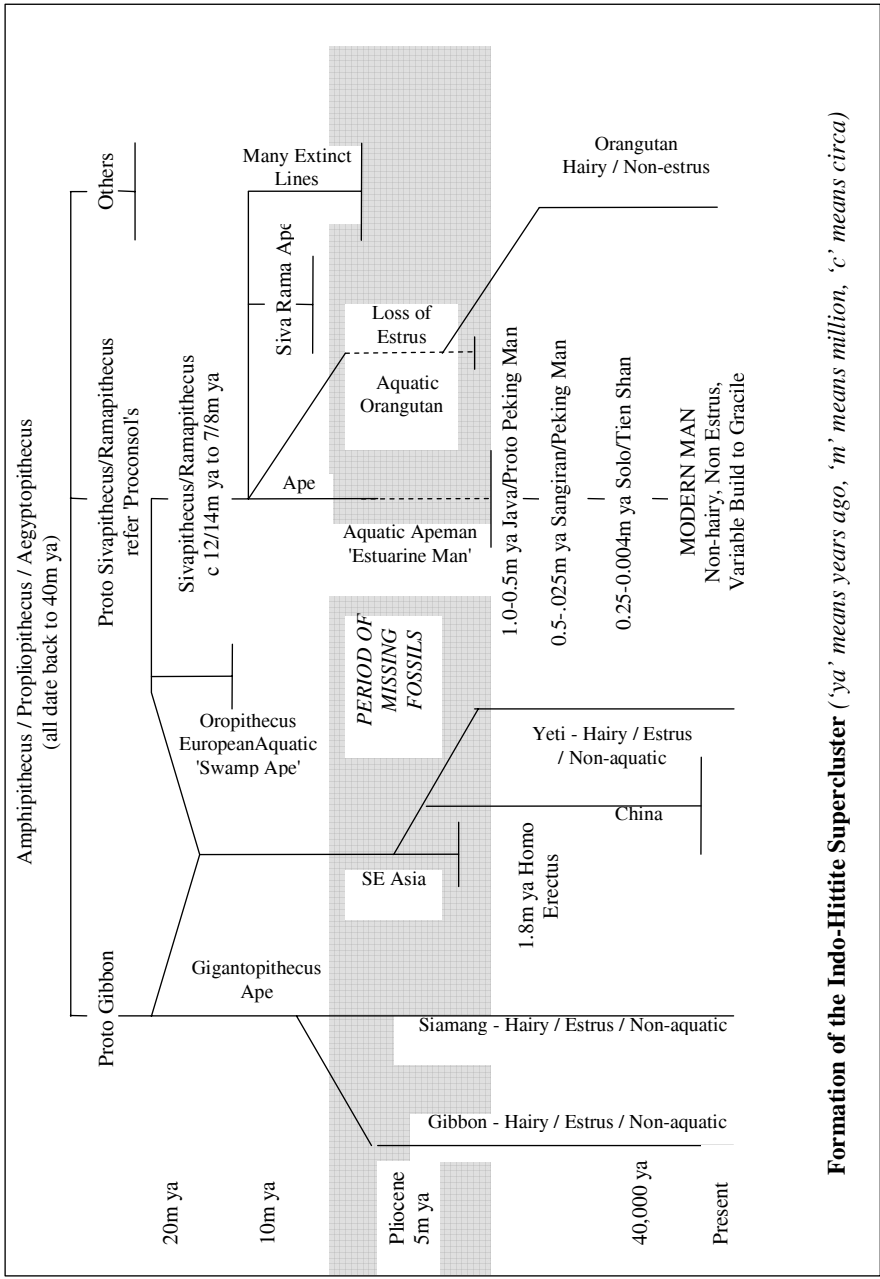 Amphipithecus / Propliopithecus / Aegyptopithecus
(all date back to 40m ya)
Proto Gibbon
Proto Sivapithecus/Ramapithecus
refer 'Proconsol's
Others
20m ya
10m ya
Pliocene
5m ya
40,000 ya
Present
Gigantopithecus
Ape
Oropithecus
EuropeanAquatic
'Swamp Ape'
Sivapithecus/Ramapithecus
c 12/14m ya to 7/8m ya
Ape
Siva Rama Ape
Many Extinct
Lines
SE Asia
PERIOD OF
MISSING
FOSSILS
Aquatic Apeman
'Estuarine Man'
Loss of
Estrus
Aquatic
Orangutan
Gibbon - Hairy / Estrus / Non-aquatic
Siamang - Hairy / Estrus / Non-aquatic
1.8m ya Homo
Erectus
China
Yeti - Hairy / Estrus
/ Non-aquatic
1.0-0.5m ya Java/Proto Peking Man
0.5-.025m ya Sangiran/Peking Man
0.25-0.004m ya Solo/Tien Shan
MODERN MAN
Non-hairy, Non Estrus,
Variable Build to Gracile
Orangutan
Hairy / Non-estrus
Formation of the Indo-Hittite Supercluster ('ya' means years ago, 'm' means million, 'c' means circa)